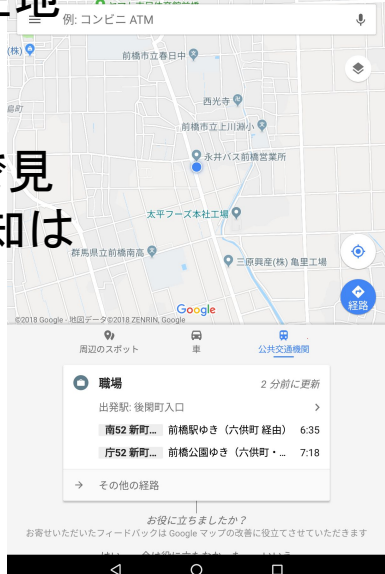 例: コンビニ ATM
(株)
前橋市立春日中
西光寺
島町
前橋市立上川淵小
永井バス前橋営業所
見
知は
太平フーズ本社工場
群馬県立前橋南高
三原興産(株) 亀里工場
Google
経路
©2018 Google - 地図データ©2018 ZENRIN, Google
周辺のスポット
車
公共交通機関
職場
2 分前に更新
出発駅: 後閑町入口
南52 新町... 前橋駅ゆき（六供町 経由） 6:35
庁52 新町... 前橋公園ゆき（六供町・... 7:18
その他の経路
お役に立ちましたか？
お寄せいただいたフィードバックは Google マップの改善に役立てさせていただきます